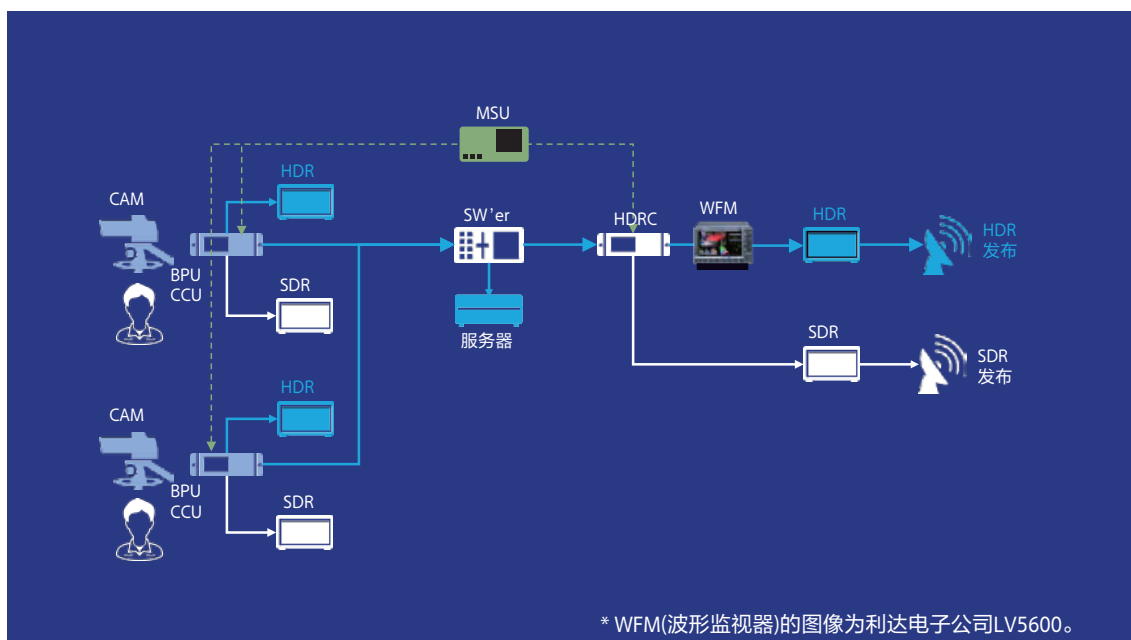 MSU
HDR
CAM
SW’er
HDRC
WFM
HDR
HDR
发布
BPU
CCU
SDR
服务器
SDR
SDR
发布
HDR
CAM
BPU
CCU
SDR
* WFM(波形监视器)的图像为利达电子公司LV5600。